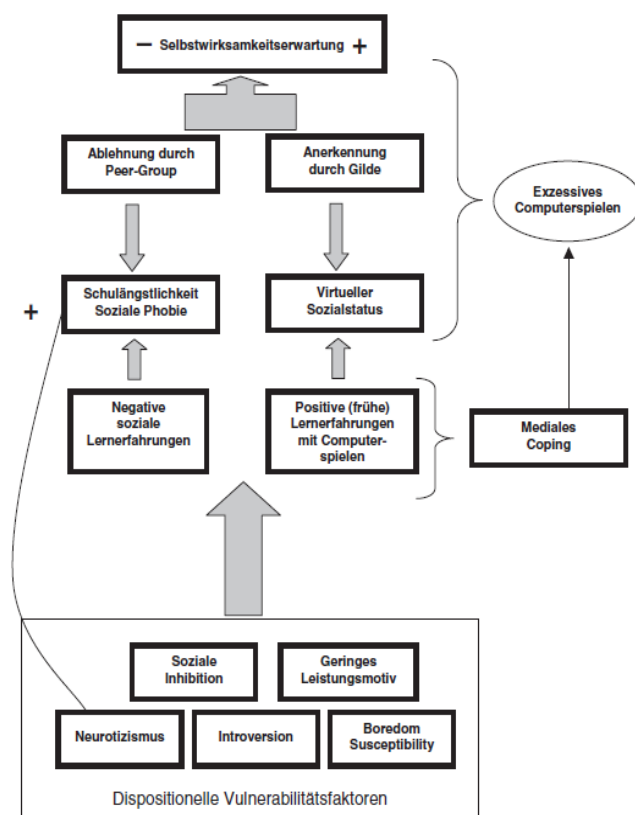 − Selbstwirksamkeitserwartung +
Ablehnung durch
Peer-Group
Anerkennung
durch Gilde
Exzessives
Computerspielen
+
Schulängstlichkeit
Soziale Phobie
Virtueller
Sozialstatus
Negative
soziale
Lernerfahrungen
Positive (frühe)
Lernerfahrungen
mit Computer-
spielen
Mediales
Coping
Soziale
Inhibition
Geringes
Leistungsmotiv
Neurotizismus
Introversion
Boredom
Susceptibility
Dispositionelle Vulnerabilitätsfaktoren